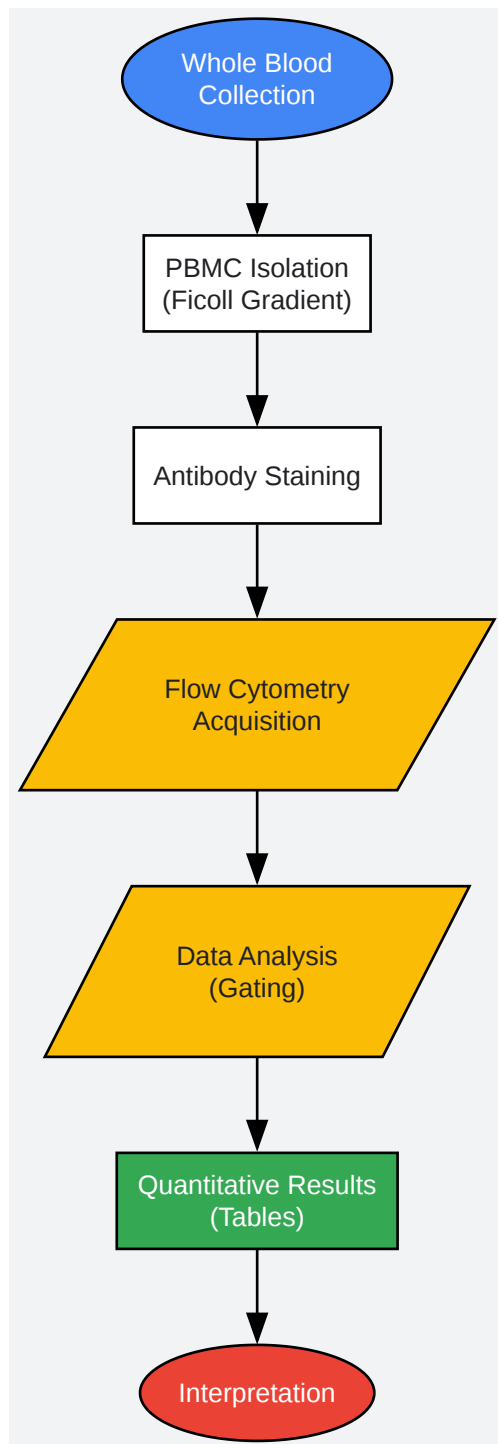 Whole Blood
Collection
PBMC Isolation
(Ficoll Gradient)
Antibody Staining
Flow Cytometry
Acquisition
Data Analysis
(Gating)
Quantitative Results
(Tables)
Interpretation